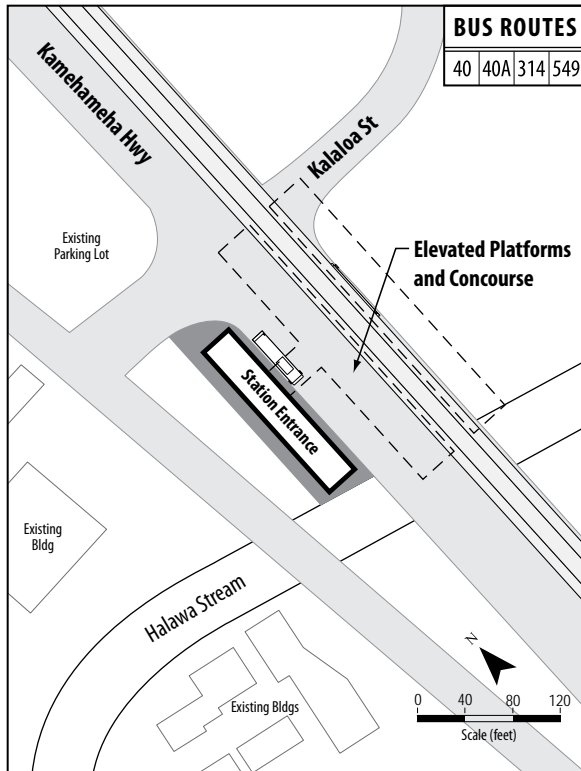 BUS ROUTES
40 40A 314 549
Kamehameha Hwy
Kalaloa St
Existing
Parking Lot
Elevated Platforms
and Concourse
Station Entrance
Existing
Bldg
Halawa Stream
Existing Bldgs
N
0 40 80 120
Scale (feet)